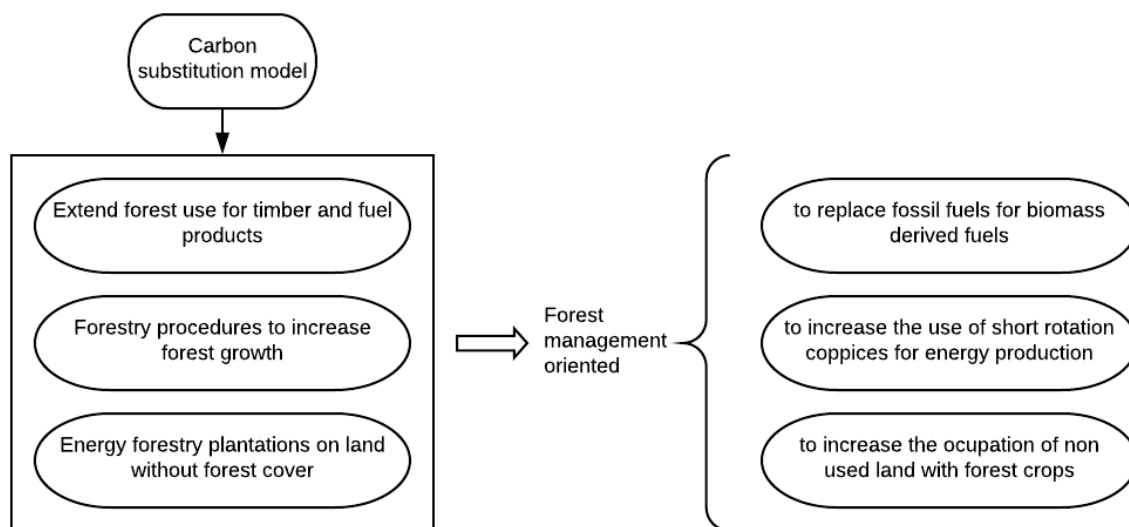 Carbon
substitution model
Extend forest use for timber and fuel
products
Forestry procedures to increase
forest growth
Energy forestry plantations on land
without forest cover
Forest
management
oriented
to replace fossil fuels for biomass
derived fuels
to increase the use of short rotation
coppices for energy production
to increase the ocupation of non
used land with forest crops